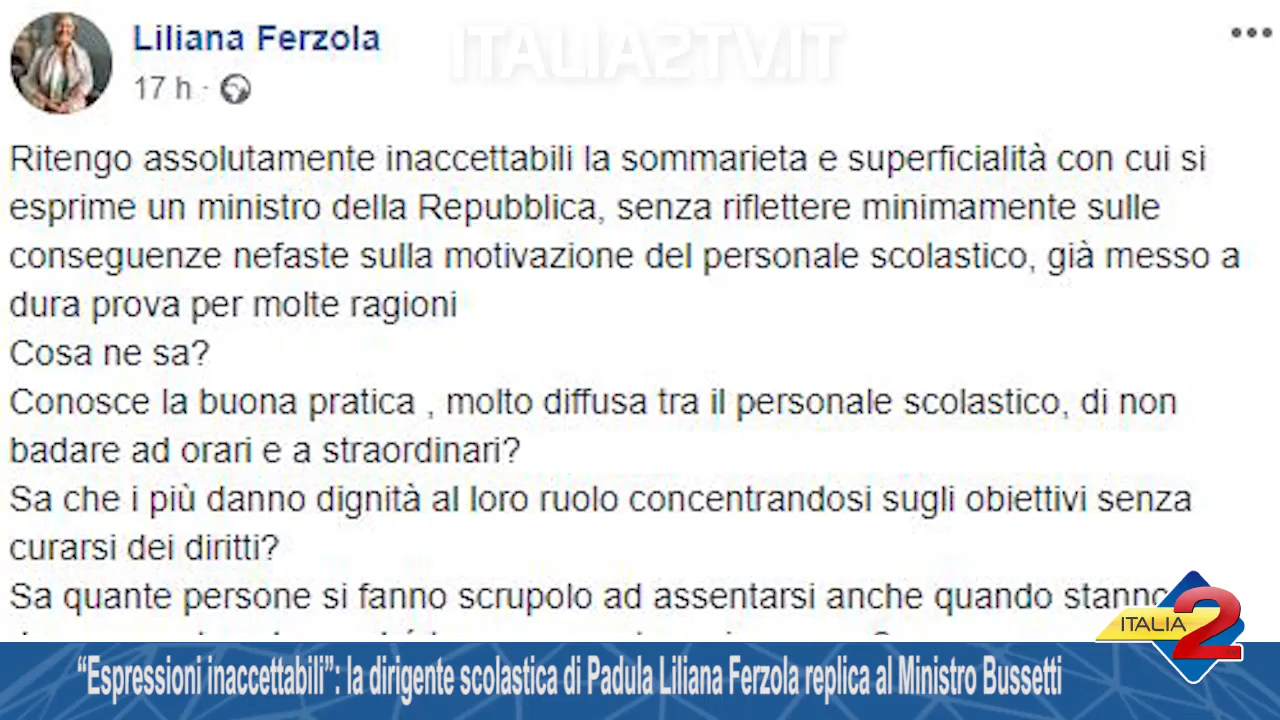 ITALIA2TV.IT
Liliana Ferzola
17 h ·
Ritengo assolutamente inaccettabili la sommarieta e superficialità con cui si
esprime un ministro della Repubblica, senza riflettere minimamente sulle
conseguenze nefaste sulla motivazione del personale scolastico, già messo a
dura prova per molte ragioni
Cosa ne sa?
Conosce la buona pratica , molto diffusa tra il personale scolastico, di non
badare ad orari e a straordinari?
Sa che i più danno dignità al loro ruolo concentrandosi sugli obiettivi senza
curarsi dei diritti?
Sa quante persone si fanno scrupolo ad assentarsi anche quando stanno
ITALIA 2
“Espressioni inaccettabili”: la dirigente scolastica di Padula Liliana Ferzola replica al Ministro Bussetti